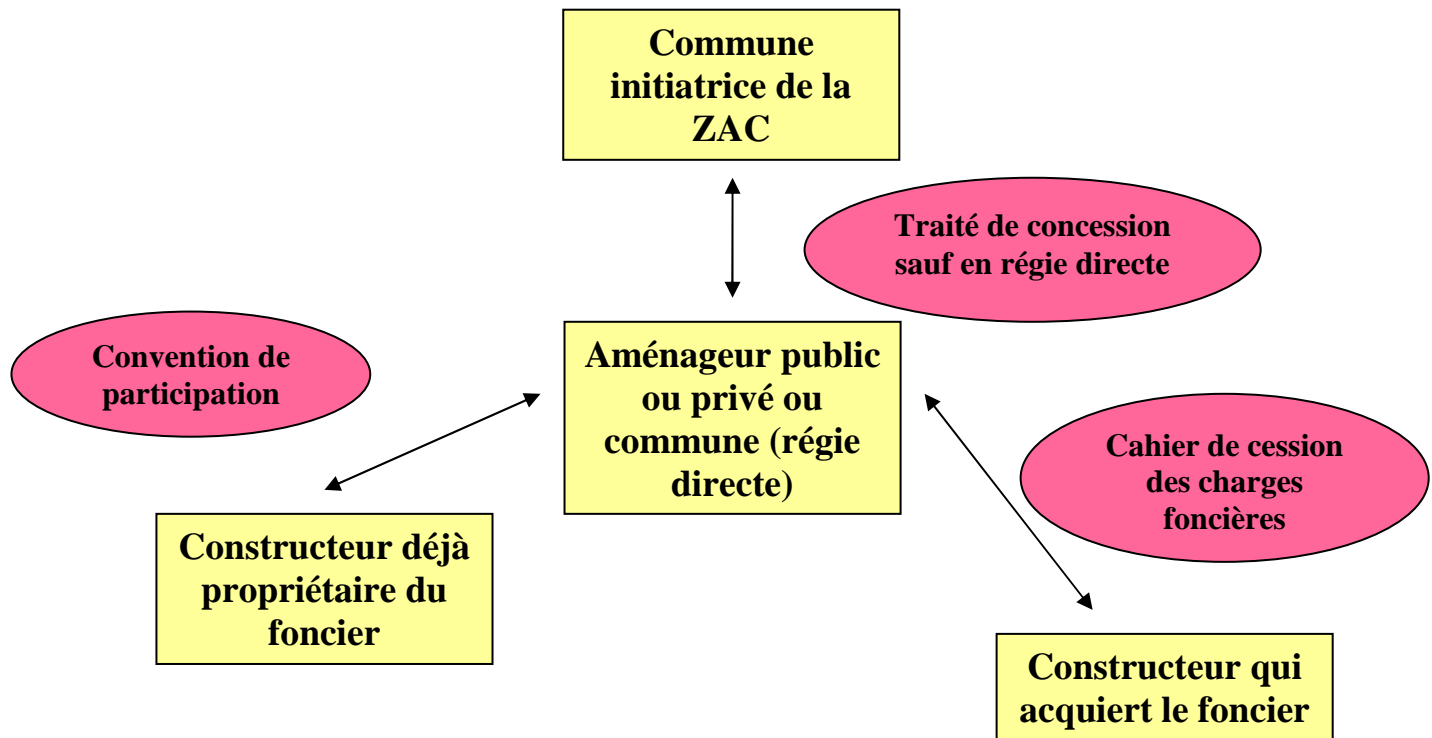 Commune
initiatrice de la
ZAC
Traité de concession
sauf en régie directe
Convention de
participation
Aménageur public
ou privé ou
commune (régie
directe)
Cahier de cession
des charges
foncières
Constructeur déjà
propriétaire du
foncier
Constructeur qui
acquiert le foncier